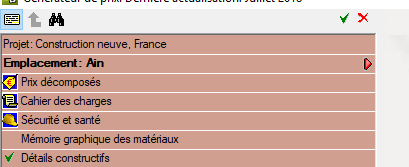 Générateur de prix. Dernière actualisation: Juillet
Projet: Construction neuve, France
Emplacement: Ain
Prix décomposés
Cahier des charges
Sécurité et santé
Mémoire graphique des matériaux
Détails constructifs